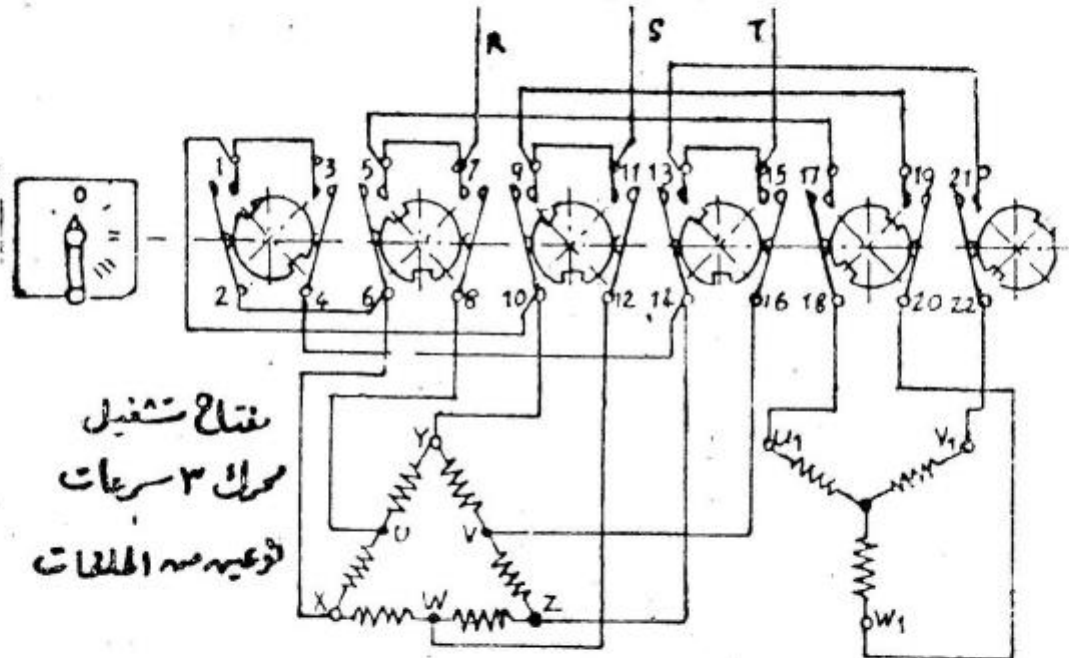 R S T
1 3 5 7 9 11 13 15 17 19 21
0
2 4 6 8 10 12 14 16 18 20 22
مفتاح تشغيل
محرك ٣ سرعات
نوعين من الملفات
Y U1 V1
U V
X W Z
W1